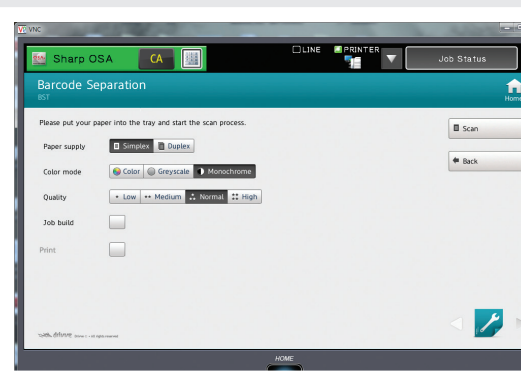 VNC
Sharp OSA CA LINE PRINTER Job Status
Barcode Separation
BST
Home
Please put your paper into the tray and start the scan process.
Scan
Paper supply Simplex Duplex
Back
Color mode Color Greyscale Monochrome
Quality Low Medium Normal High
Job build
Print
HOME